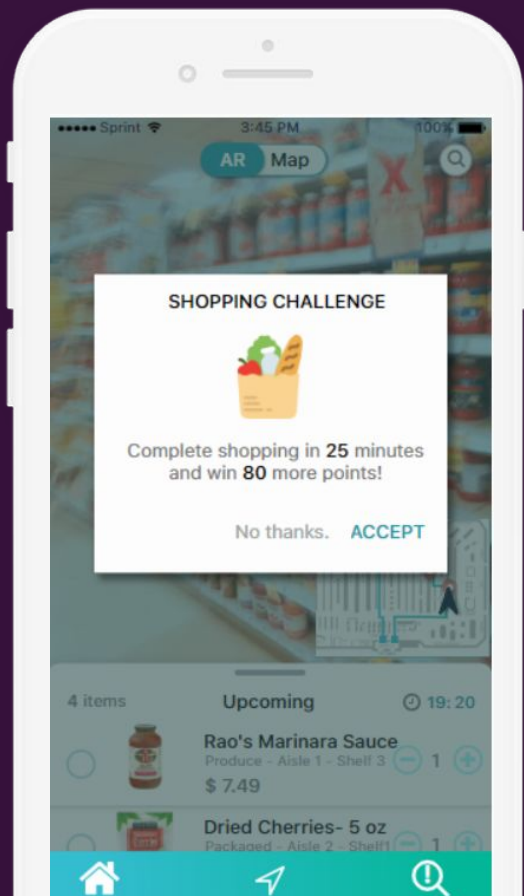 Sprint 3:45 PM 100%
AR Map
X
SHOPPING CHALLENGE
Complete shopping in 25 minutes
and win 80 more points!
No thanks. ACCEPT
4 items Upcoming 19:20
Rao's Marinara Sauce
Produce - Aisle 1 - Shelf 3
1
$ 7.49
Dried Cherries- 5 oz
Packaged - Aisle 2 - Shelf1
1